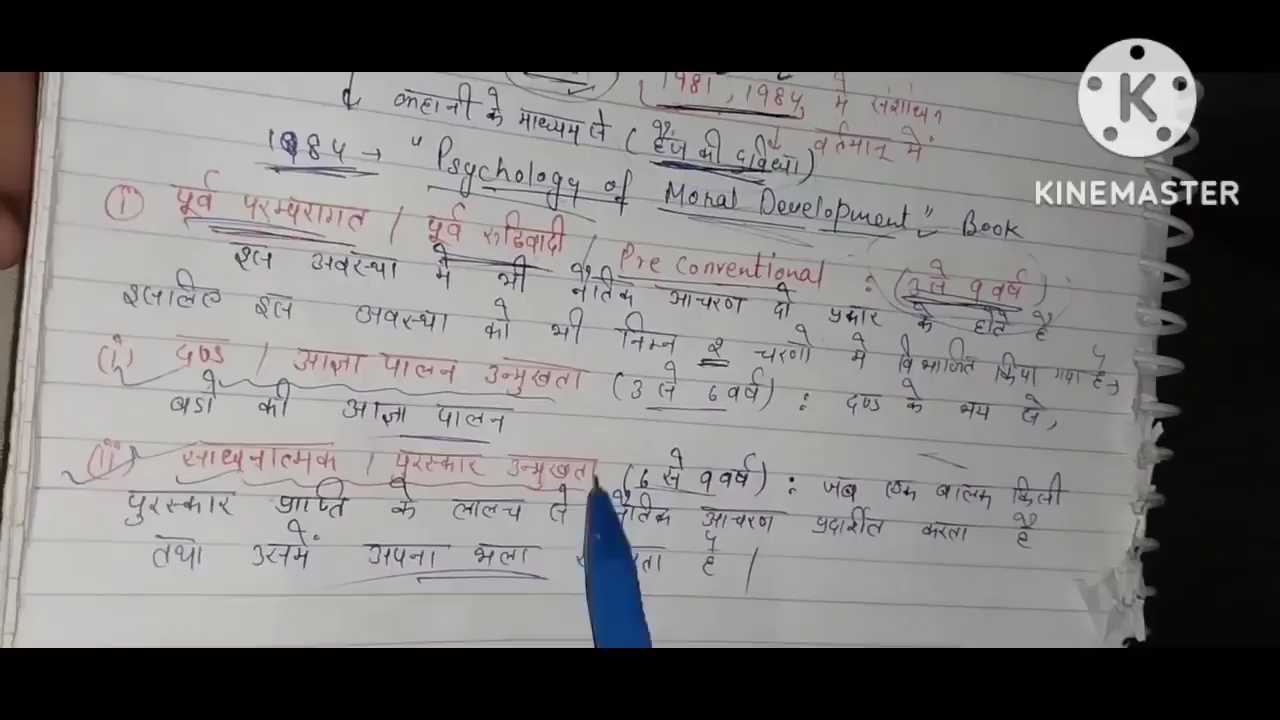 1981, 1984, में संशोधन
कहानी के माध्यम से (हैंज की दुविधा) वर्तमान में
1984 → "Psychology of Moral Development" Book
① पूर्व परम्परागत / पूर्व रूढिवादी / Pre Conventional : (3 से 9 वर्ष)
इस अवस्था में भी नैतिक आचरण दो प्रकार के होते है
इसलिए इस अवस्था को भी निम्न 2 चरणों में विभाजित किया गया है→
(i) दण्ड / आज्ञा पालन उन्मुखता (3 से 6 वर्ष) : दण्ड के भय से,
बडो की आज्ञा पालन
(ii) साधनात्मक / पुरस्कार उन्मुखता (6 से 9 वर्ष) : जब एक बालक किसी
पुरस्कार प्राप्ति के लालच से नैतिक आचरण प्रदर्शित करता है
तथा उसमें अपना भला है।
K
KINEMASTER